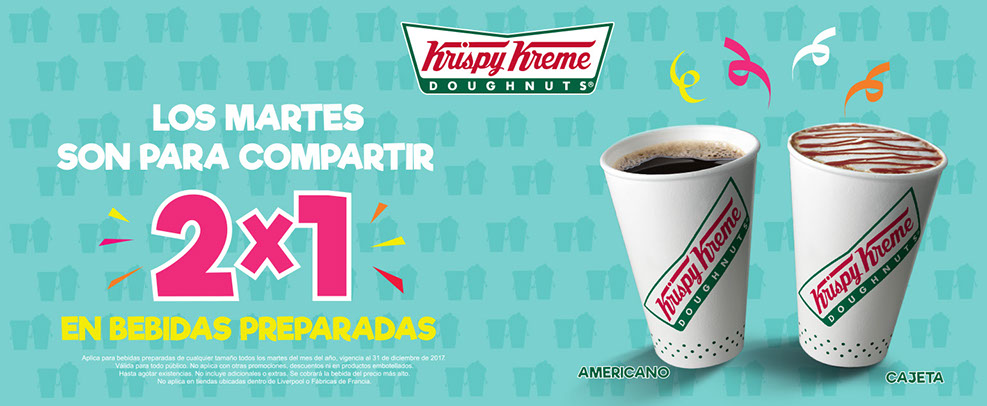 Krispy Kreme
DOUGHNUTS®
LOS MARTES
SON PARA COMPARTIR
2x1
EN BEBIDAS PREPARADAS
Aplica para bebidas preparadas de cualquier tamaño todos los martes del mes del año, vigencia al 31 de diciembre de 2017.
Válida para todo público. No aplica con otras promociones, descuentos ni en productos embotellados.
Hasta agotar existencias. No incluye adicionales o extras. Se cobrará la bebida del precio más alto.
No aplica en tiendas ubicadas dentro de Liverpool o Fábricas de Francia.
Krispy Kreme
DOUGHNUTS
Krispy Kreme
DOUGHNUTS
AMERICANO
CAJETA